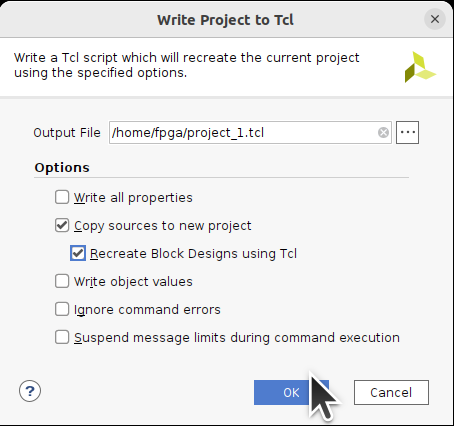 Write Project to Tcl
Write a Tcl script which will recreate the current project
using the specified options.
Output File /home/fpga/project_1.tcl
Options
Write all properties
Copy sources to new project
Recreate Block Designs using Tcl
Write object values
Ignore command errors
Suspend message limits during command execution
? OK Cancel